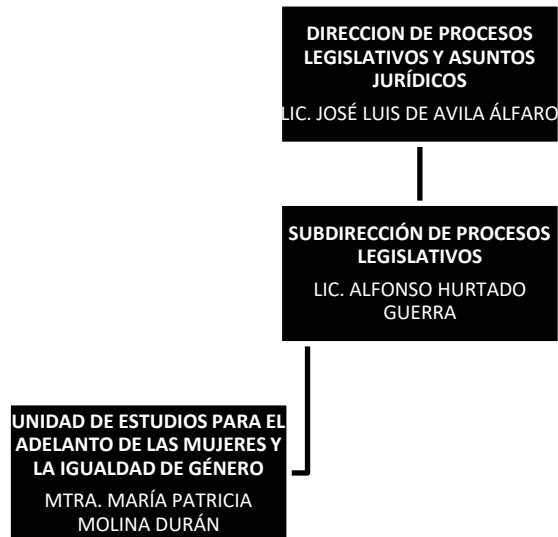 DIRECCION DE PROCESOS
LEGISLATIVOS Y ASUNTOS
JURÍDICOS
LIC. JOSÉ LUIS DE AVILA ÁLFARO
SUBDIRECCIÓN DE PROCESOS
LEGISLATIVOS
LIC. ALFONSO HURTADO
GUERRA
UNIDAD DE ESTUDIOS PARA EL
ADELANTO DE LAS MUJERES Y
LA IGUALDAD DE GÉNERO
MTRA. MARÍA PATRICIA
MOLINA DURÁN